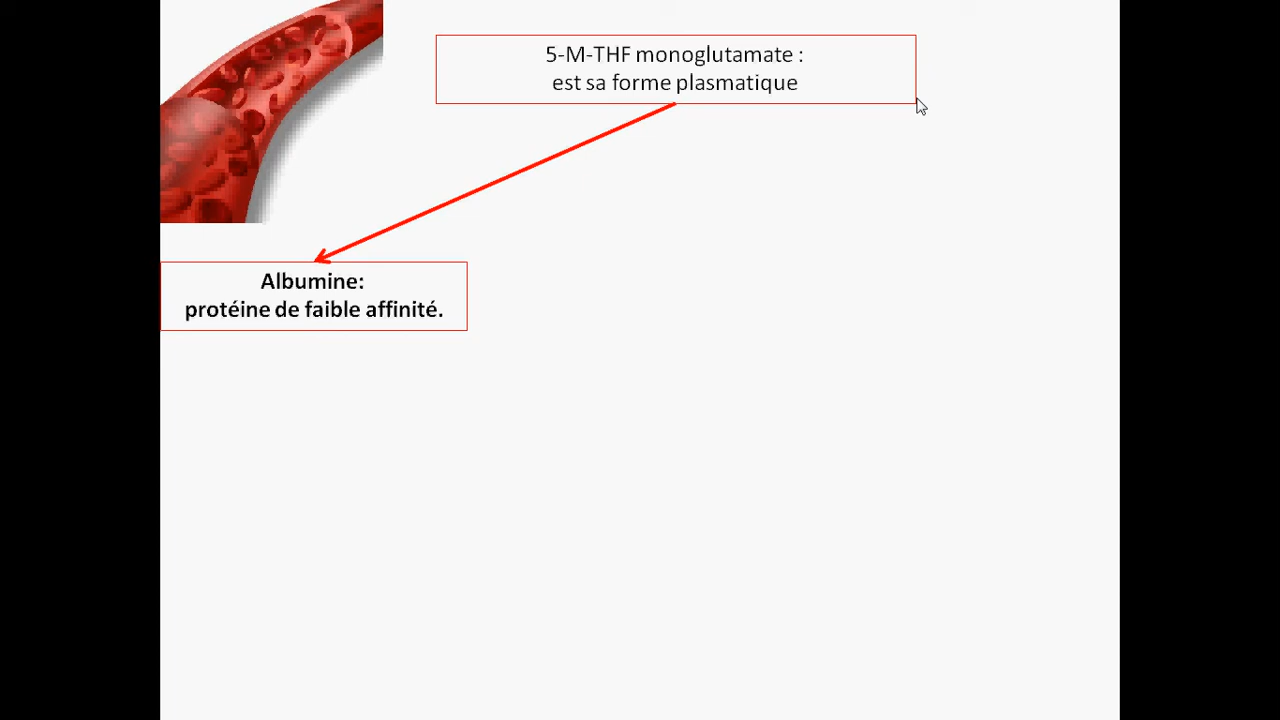 5-M-THF monoglutamate :
est sa forme plasmatique
Albumine:
protéine de faible affinité.